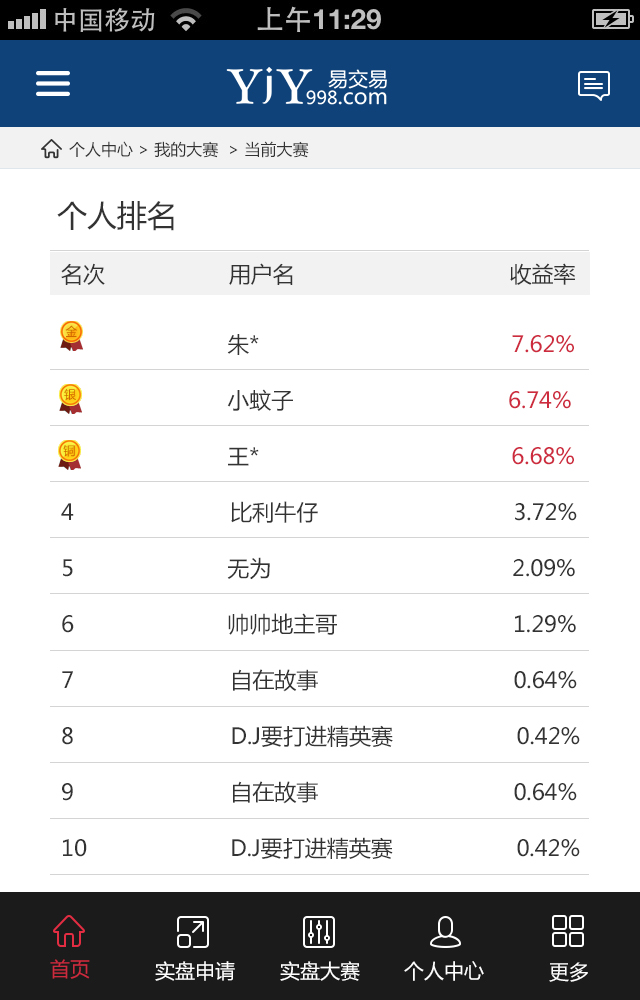 中国移动 上午11:29
YjY 易交易
998.com
个人中心 > 我的大赛 > 当前大赛
个人排名
名次 用户名 收益率
金 朱* 7.62%
银 小蚊子 6.74%
铜 王* 6.68%
4 比利牛仔 3.72%
5 无为 2.09%
6 帅帅地主哥 1.29%
7 自在故事 0.64%
8 D.J要打进精英赛 0.42%
9 自在故事 0.64%
10 D.J要打进精英赛 0.42%
首页 实盘申请 实盘大赛 个人中心 更多